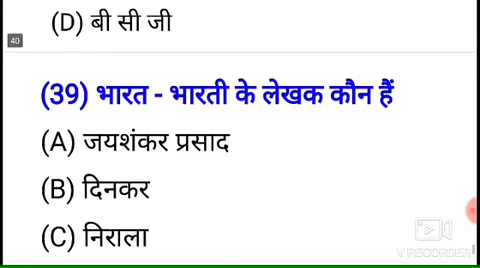 (D) बी सी जी
40
(39) भारत - भारती के लेखक कौन हैं
(A) जयशंकर प्रसाद
(B) दिनकर
(C) निराला
V RECORDER